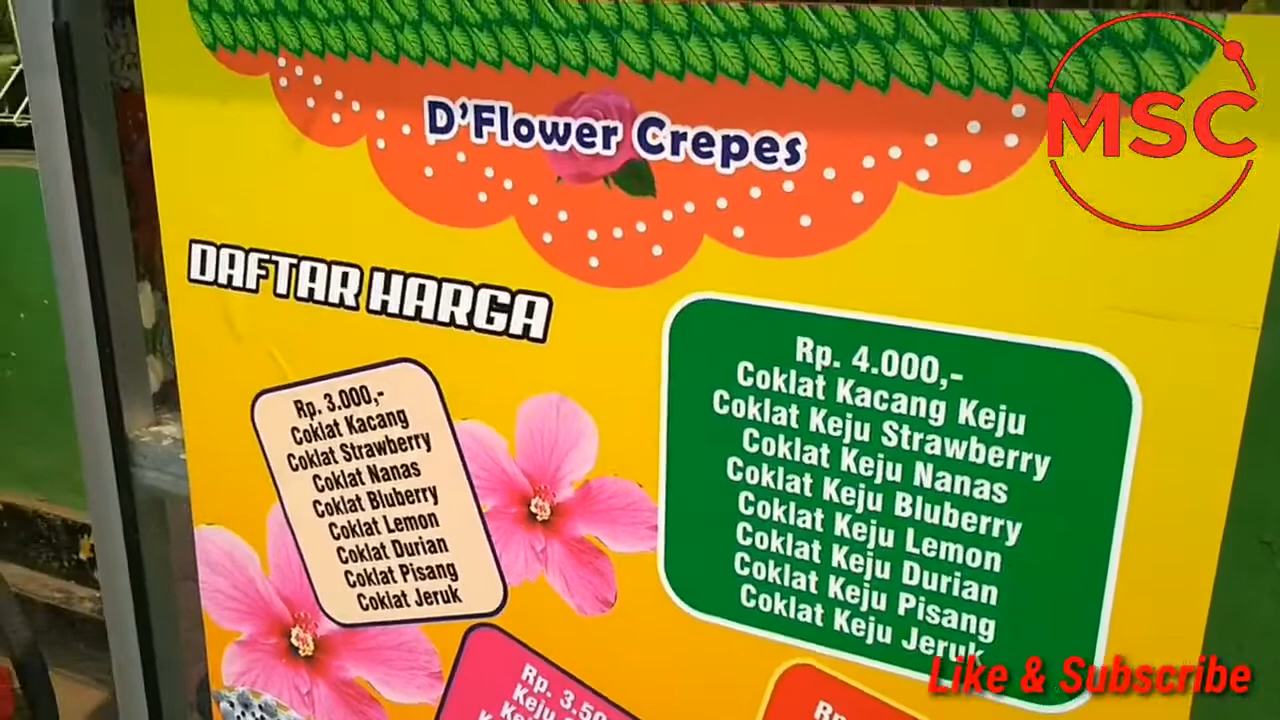 MSC
D'Flower Crepes
DAFTAR HARGA
Rp. 3.000,-
Coklat Kacang
Coklat Strawberry
Coklat Nanas
Coklat Bluberry
Coklat Lemon
Coklat Durian
Coklat Pisang
Coklat Jeruk
Rp. 4.000,-
Coklat Kacang Keju
Coklat Keju Strawberry
Coklat Keju Nanas
Coklat Keju Bluberry
Coklat Keju Lemon
Coklat Keju Durian
Coklat Keju Pisang
Coklat Keju Jeruk
Rp. 3.50
Keju
Rp
Like & Subscribe